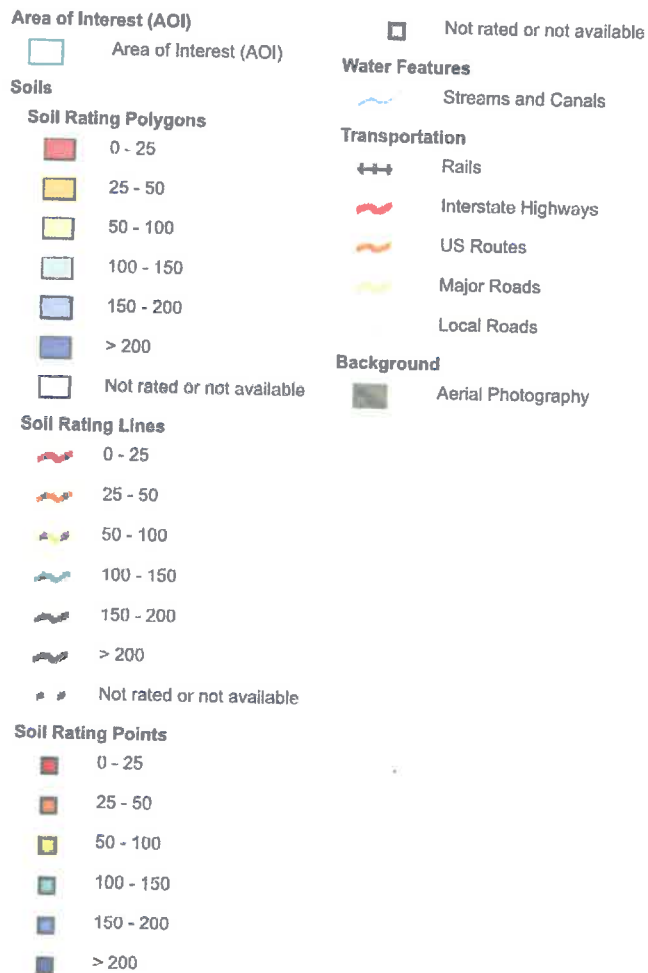 Area of Interest (AOI)
Area of Interest (AOI)
Soils
Soil Rating Polygons
0 - 25
25 - 50
50 - 100
100 - 150
150 - 200
> 200
Not rated or not available
Soil Rating Lines
0 - 25
25 - 50
50 - 100
100 - 150
150 - 200
> 200
Not rated or not available
Soil Rating Points
0 - 25
25 - 50
50 - 100
100 - 150
150 - 200
> 200
Not rated or not available
Water Features
Streams and Canals
Transportation
Rails
Interstate Highways
US Routes
Major Roads
Local Roads
Background
Aerial Photography